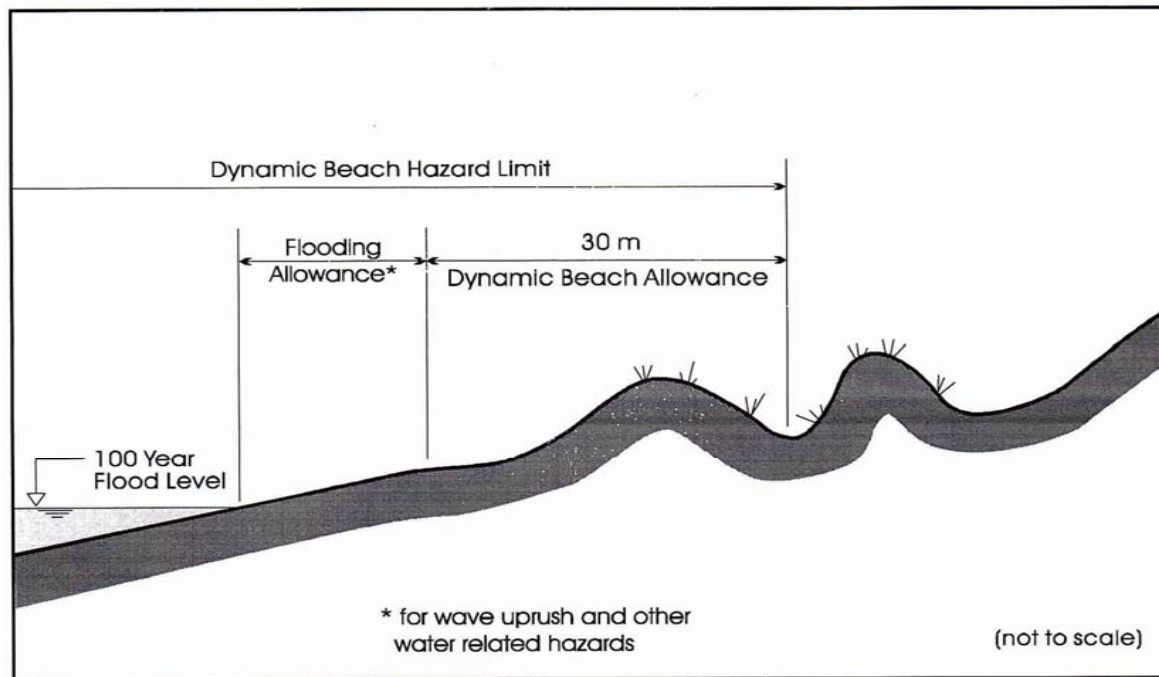 Dynamic Beach Hazard Limit
Flooding
Allowance*
30 m
Dynamic Beach Allowance
100 Year
Flood Level
* for wave uprush and other
water related hazards
(not to scale)